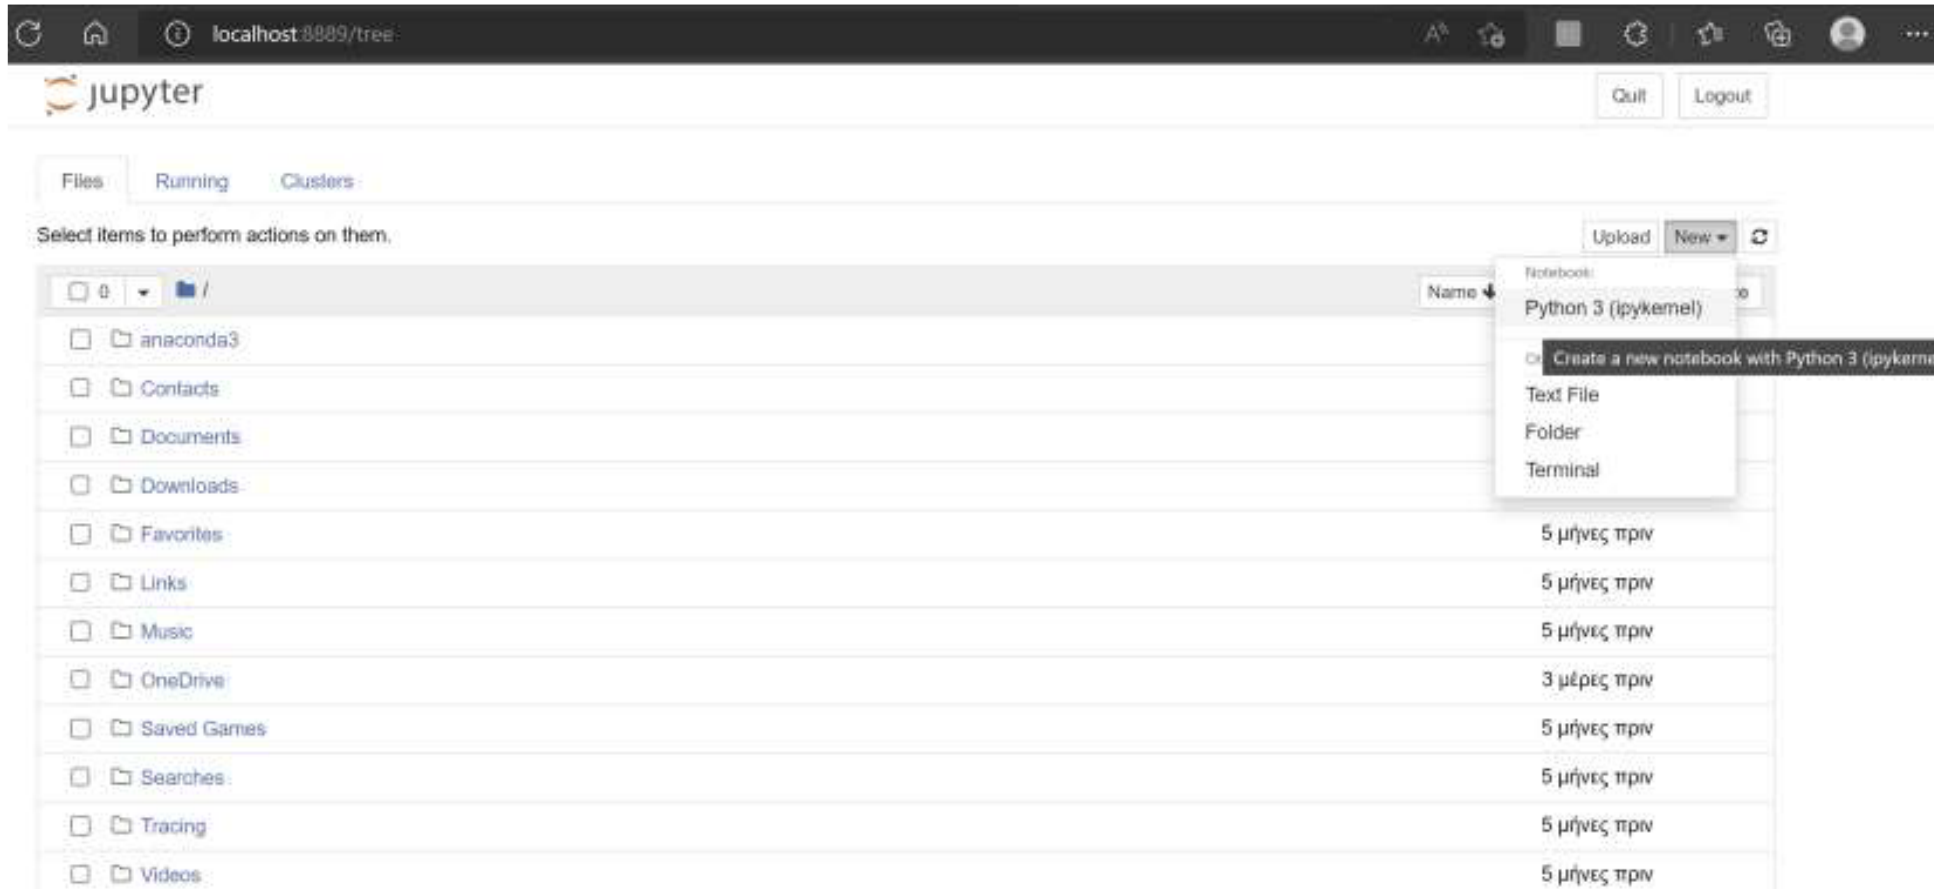 localhost:8889/tree
jupyter
Quit Logout
Files Running Clusters
Select items to perform actions on them.
Upload New
0 /
Name
Notebook:
Python 3 (ipykernel)
Create a new notebook with Python 3 (ipykerne
Text File
Folder
Terminal
anaconda3
Contacts
Documents
Downloads
Favorites 5 μήνες πριν
Links 5 μήνες πριν
Music 5 μήνες πριν
OneDrive 3 μέρες πριν
Saved Games 5 μήνες πριν
Searches 5 μήνες πριν
Tracing 5 μήνες πριν
Videos 5 μήνες πριν